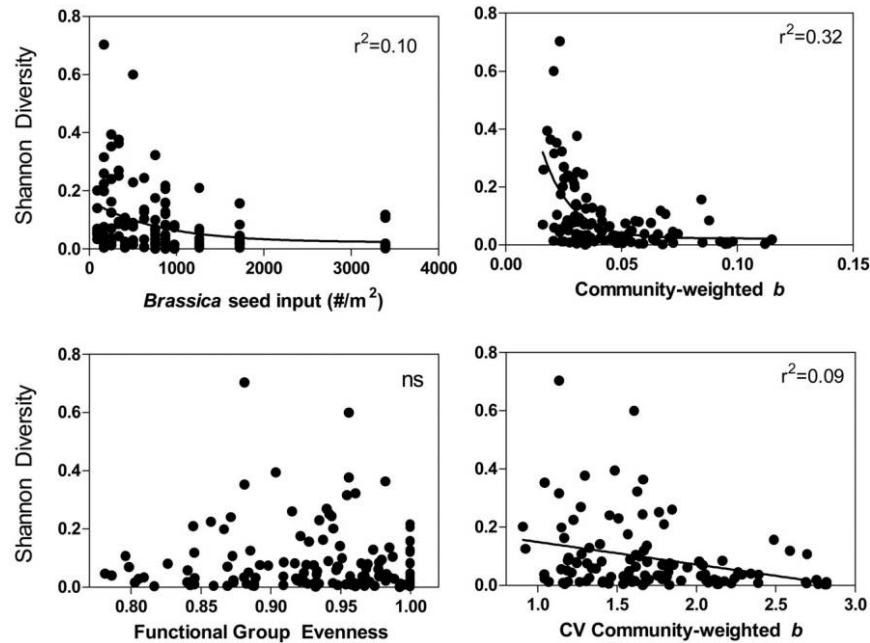 r²=0.10
Shannon Diversity
0.8
0.6
0.4
0.2
0.0
0 1000 2000 3000 4000
Brassica seed input (#/m²)
r²=0.32
0.8
0.6
0.4
0.2
0.0
0.00 0.05 0.10 0.15
Community-weighted b
ns
Shannon Diversity
0.8
0.6
0.4
0.2
0.0
0.80 0.85 0.90 0.95 1.00
Functional Group Evenness
r²=0.09
0.8
0.6
0.4
0.2
0.0
1.0 1.5 2.0 2.5 3.0
CV Community-weighted b